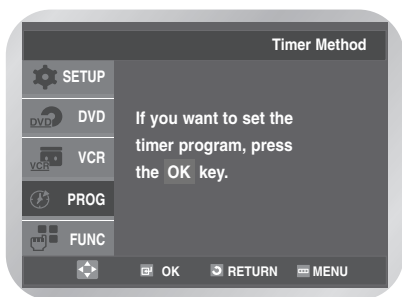 Timer Method
SETUP
DVD DVD
VCR VCR
PROG
FUNC
If you want to set the
timer program, press
the OK key.
OK RETURN MENU